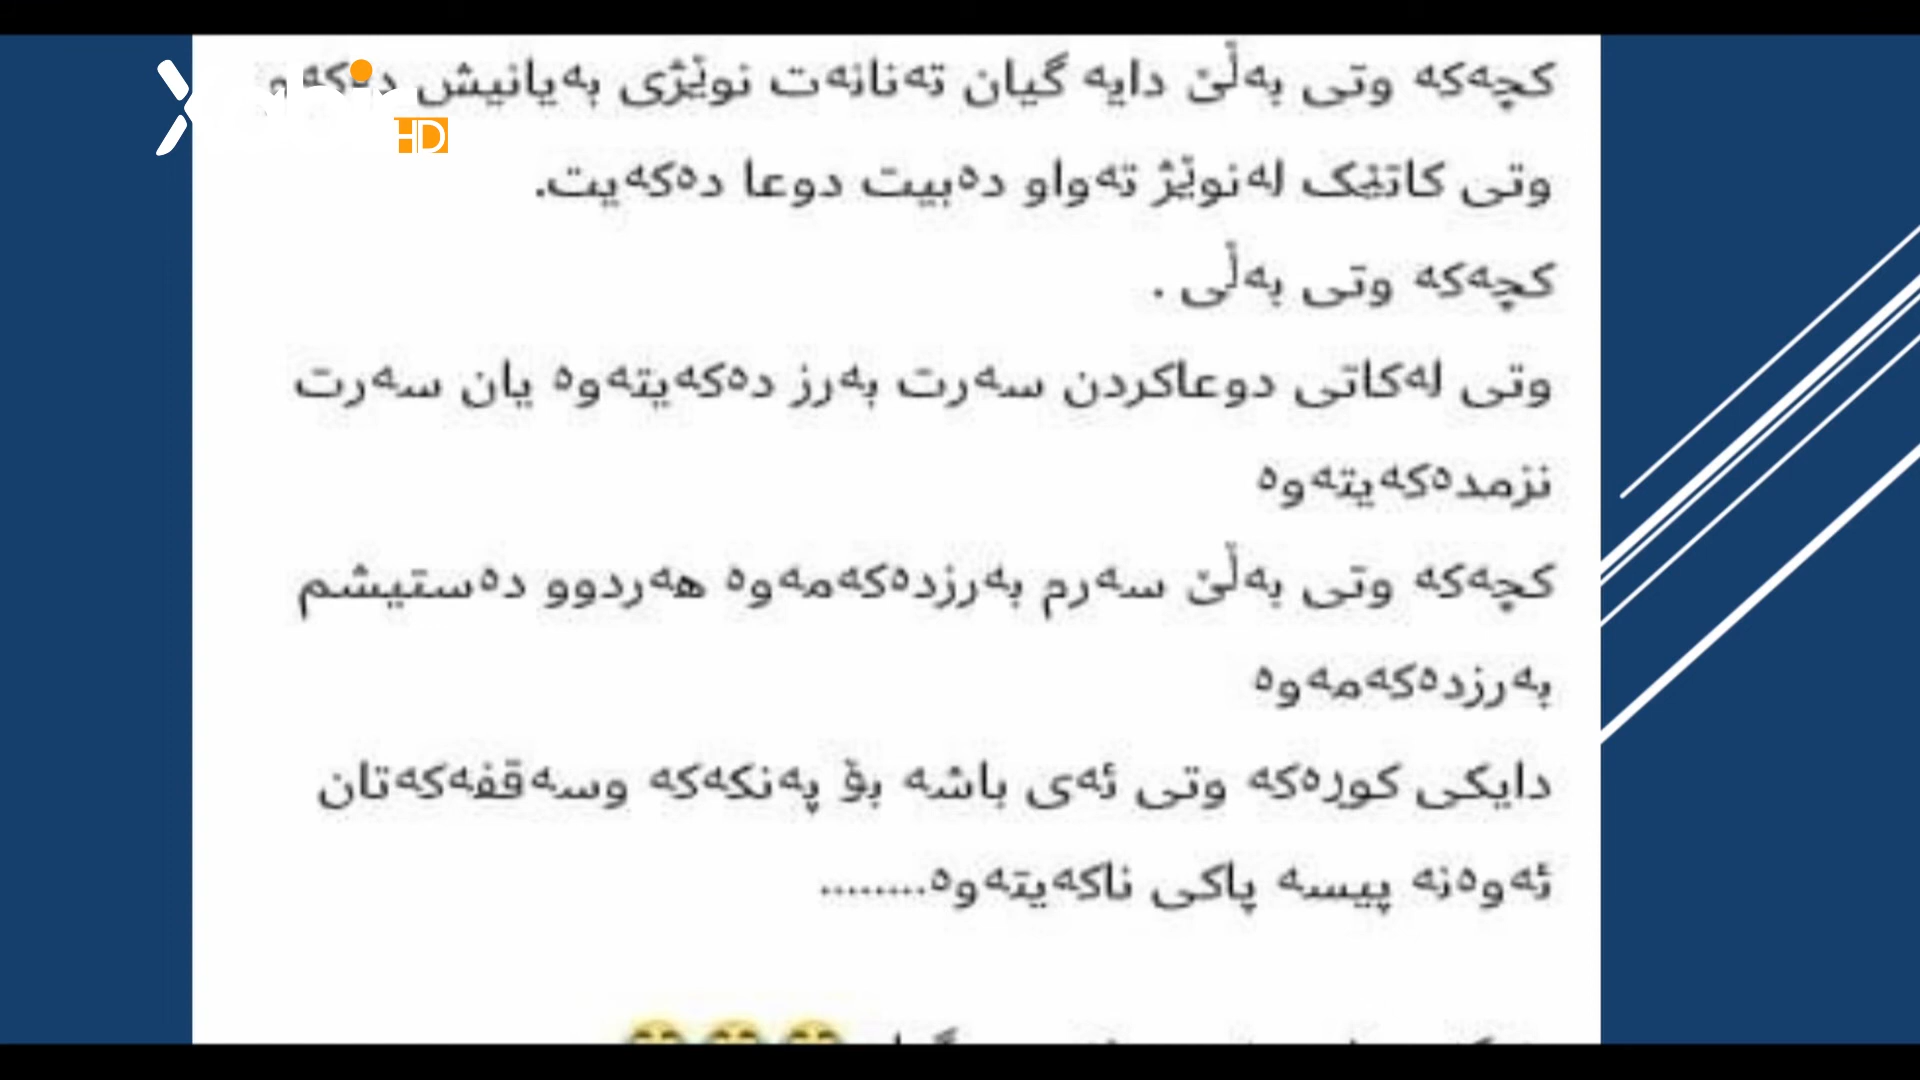 کچەکە وتی بەڵێ دایە گیان تەنانەت نوێژی بەیانیش
HD
وتی کاتێک لەنوێژ تەواو دەبیت دوعا دەکەیت.
کچەکە وتی بەڵی .
وتی لەکاتی دوعاکردن سەرت بەرز دەکەیتەوە یان سەرت
نزمدەکەیتەوە
کچەکە وتی بەڵێ سەرم بەرزدەکەمەوە هەردوو دەستیشم
بەرزدەکەمەوە
دایکی کورەکە وتی ئەی باشە بۆ پەنکەکە وسەقفەکەتان
ئەوەنە پیسە پاکی ناکەیتەوە........